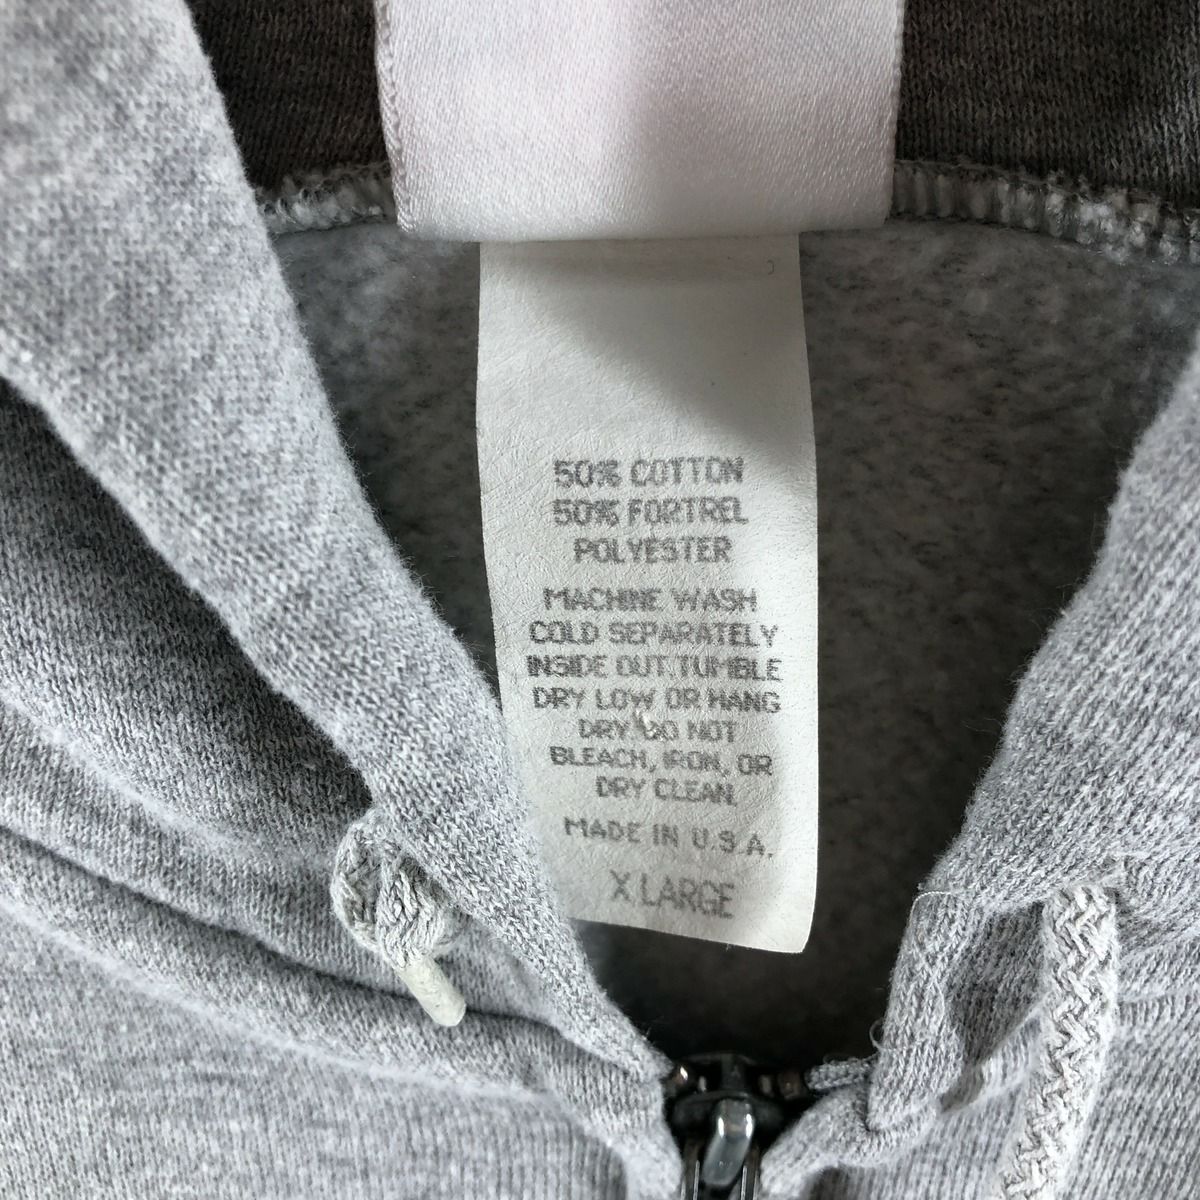 50% COTTON
50% FORTREL
POLYESTER
MACHINE WASH
COLD SEPARATELY
INSIDE OUT. TUMBLE
DRY LOW OR HANG
DRY. DO NOT
BLEACH, IRON, OR
DRY CLEAN.
MADE IN U.S.A.
X LARGE